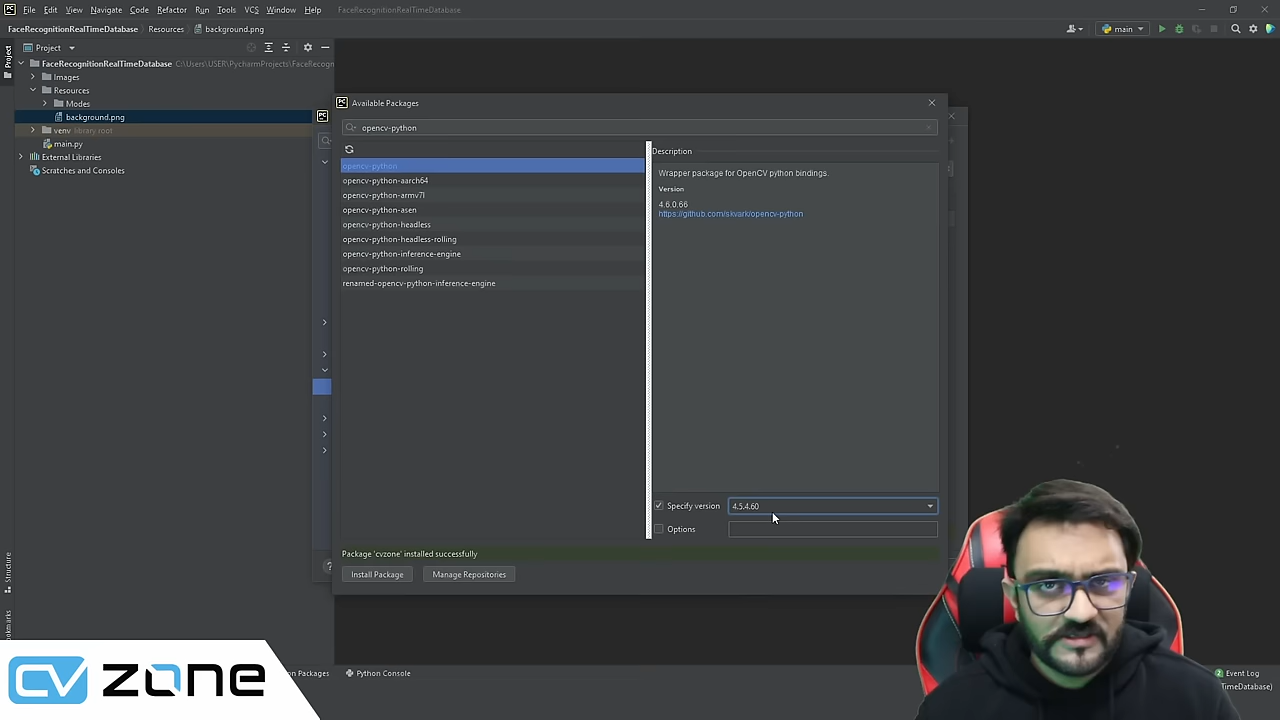 File Edit View Navigate Code Refactor Run Tools VCS Window Help FaceRecognitionRealTimeDatabase
FaceRecognitionRealTimeDatabase Resources background.png main
Project
Project
FaceRecognitionRealTimeDatabase C:\Users\USER\PycharmProjects\FaceRecogn
Images
Resources
Modes
background.png
venv library root
main.py
External Libraries
Scratches and Consoles
Available Packages
opencv-python
opencv-python
opencv-python-aarch64
opencv-python-armv7l
opencv-python-asen
opencv-python-headless
opencv-python-headless-rolling
opencv-python-inference-engine
opencv-python-rolling
renamed-opencv-python-inference-engine
Description
Wrapper package for OpenCV python bindings.
Version
4.6.0.66
https://github.com/skvark/opencv-python
Specify version 4.5.4.60
Options
Package 'cvzone' installed successfully
Install Package Manage Repositories
Structure
ookmarks
CV ZONE
on Packages Python Console
2 Event Log
TimeDatabase)